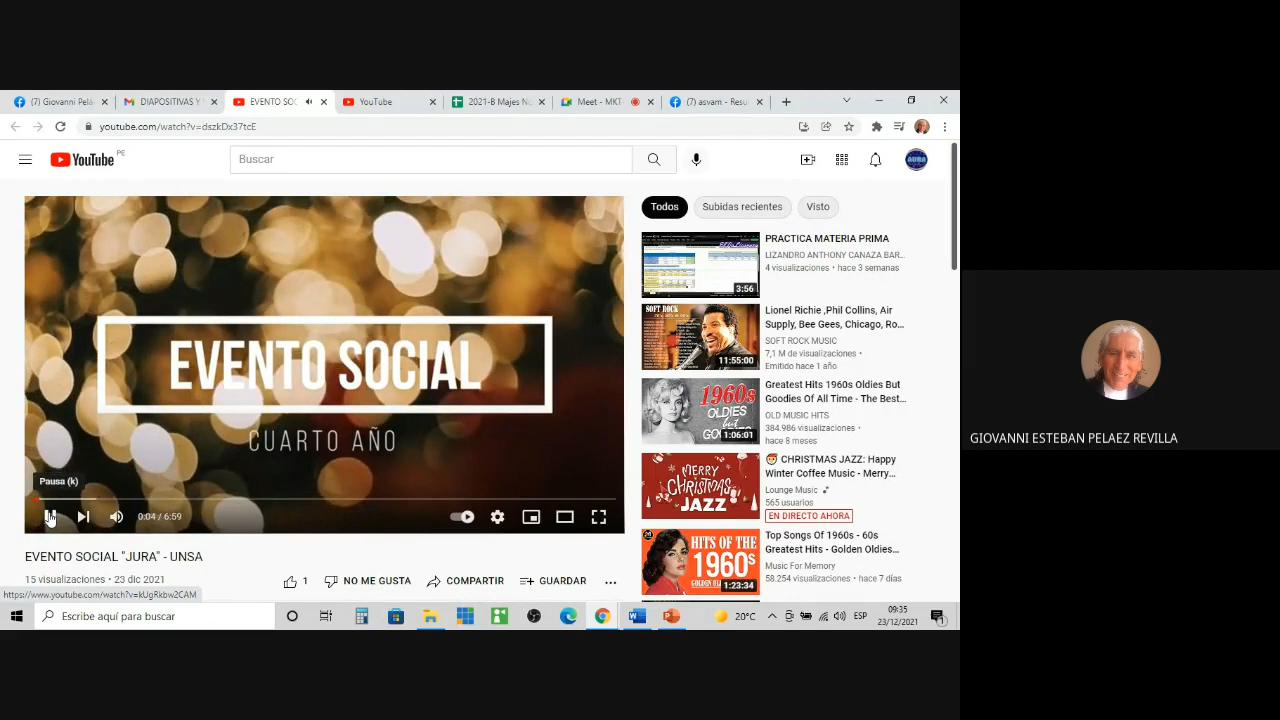 (7) Giovanni Pelá
DIAPOSITIVAS Y
EVENTO SOC
YouTube
2021-B Majes N
Meet - MKT
(7) asvam - Resu
youtube.com/watch?v=dszkDx37tcE
YouTube PE
Buscar
AURA
EVENTO SOCIAL
CUARTO AÑO
Pausa (k)
0:04 / 6:59
EVENTO SOCIAL "JURA" - UNSA
15 visualizaciones • 23 dic 2021
1
NO ME GUSTA
COMPARTIR
GUARDAR
https://www.youtube.com/watch?v=kUgRkbw2CAM
Todos
Subidas recientes
Visto
3:56
PRACTICA MATERIA PRIMA
LIZANDRO ANTHONY CANAZA BAR...
4 visualizaciones • hace 3 semanas
SOFT ROCK
11:55:00
Lionel Richie ,Phil Collins, Air
Supply, Bee Gees, Chicago, Ro...
SOFT ROCK MUSIC
7,1 M de visualizaciones •
Emitido hace 1 año
1960s
OLDIES
but
1:06:01
Greatest Hits 1960s Oldies But
Goodies Of All Time - The Best...
OLD MUSIC HITS
384.986 visualizaciones •
hace 8 meses
MERRY
CHRISTMAS
JAZZ
CHRISTMAS JAZZ: Happy
Winter Coffee Music - Merry...
Lounge Music
565 usuarios
EN DIRECTO AHORA
HITS OF THE
1960s
1:23:34
Top Songs Of 1960s - 60s
Greatest Hits - Golden Oldies...
Music For Memory
58.254 visualizaciones • hace 7 días
Escribe aquí para buscar
20°C
ESP
09:35
23/12/2021
GIOVANNI ESTEBAN PELAEZ REVILLA